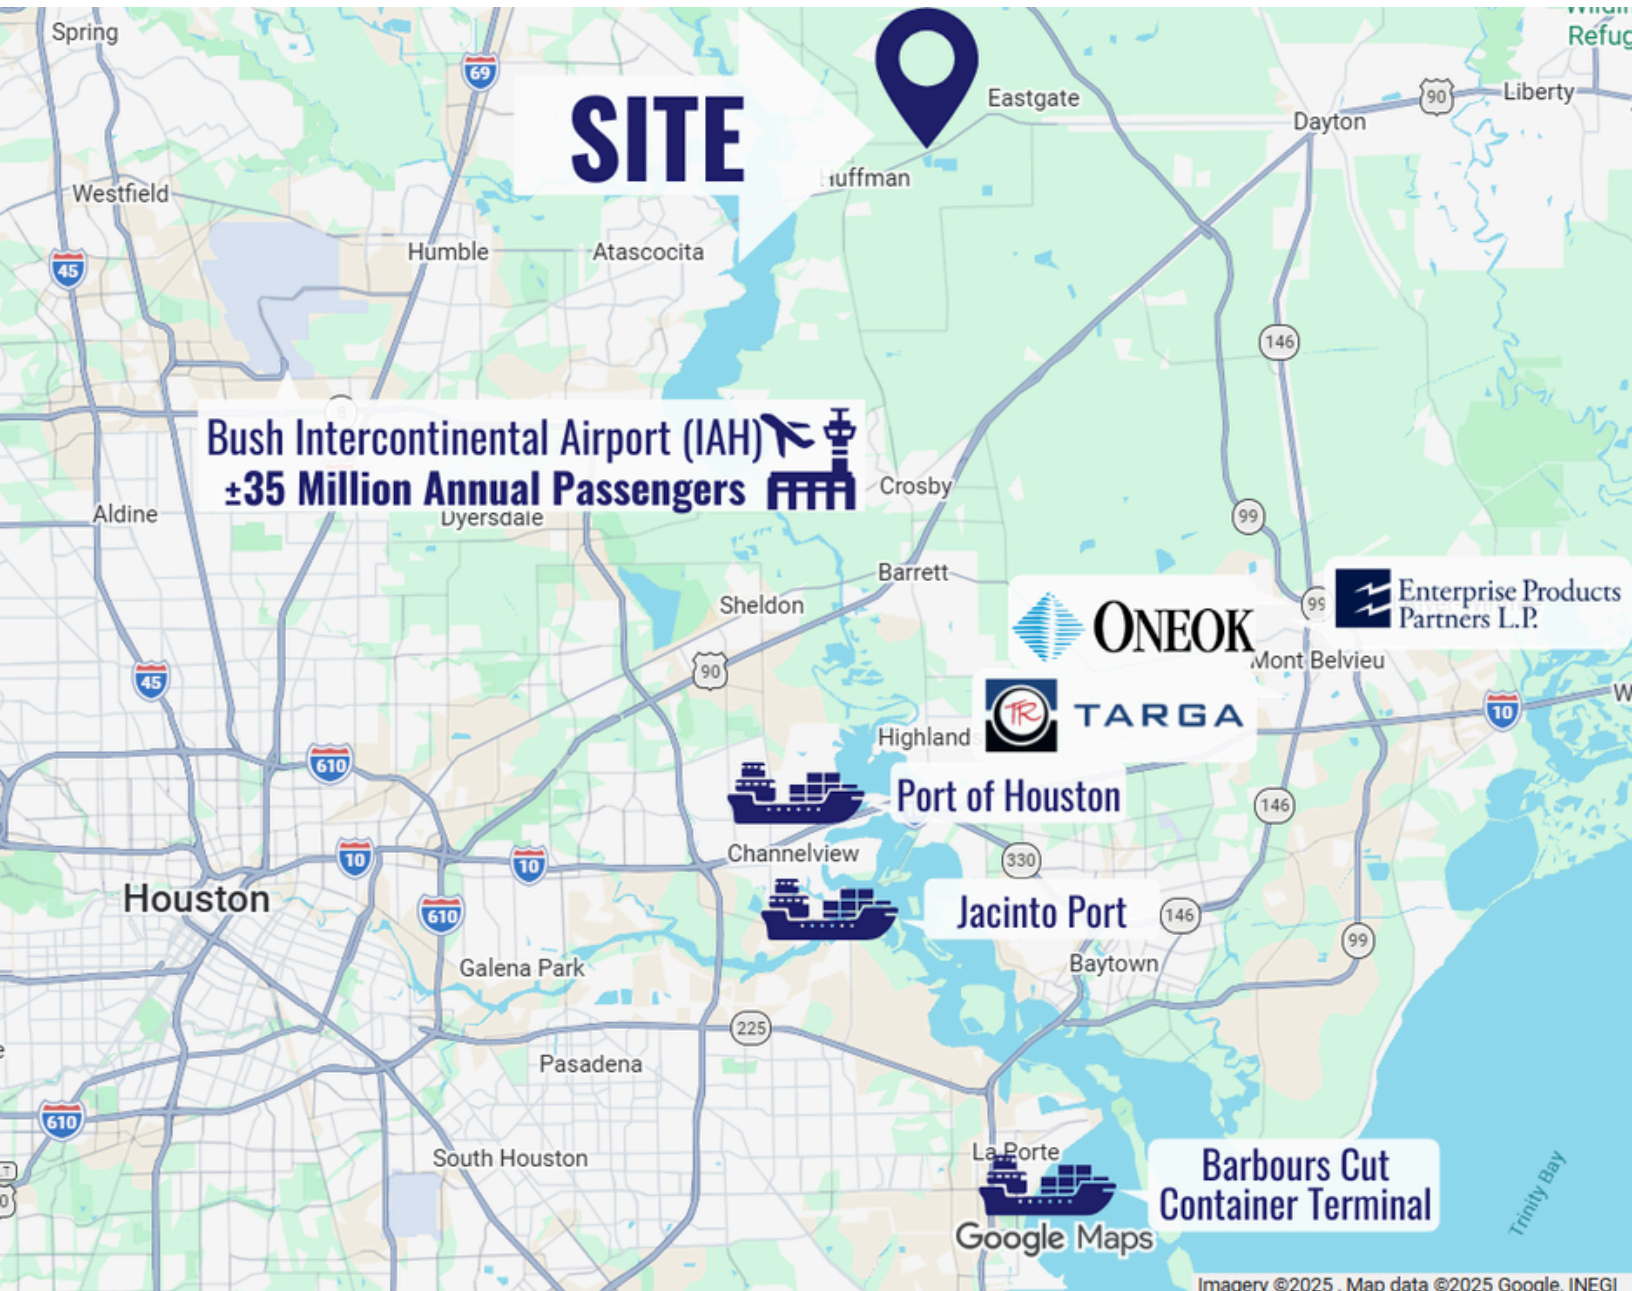 Spring
69
Refug
Eastgate
90
Liberty
SITE
Dayton
Huffman
Westfield
Humble
Atascocita
45
146
8
Bush Intercontinental Airport (IAH)
±35 Million Annual Passengers
Crosby
Aldine
Dyersdale
99
Barrett
Sheldon
ONEOK
99
Enterprise Products
Partners L.P.
90
Mont Belvieu
45
TR
TARGA
10
W
Highland
610
Port of Houston
146
10
10
Channelview
330
Houston
610
Jacinto Port
146
99
Galena Park
Baytown
225
Pasadena
610
La Porte
South Houston
Barbours Cut
Container Terminal
Trinity Bay
Google Maps
Imagery ©2025 , Map data ©2025 Google, INEGI